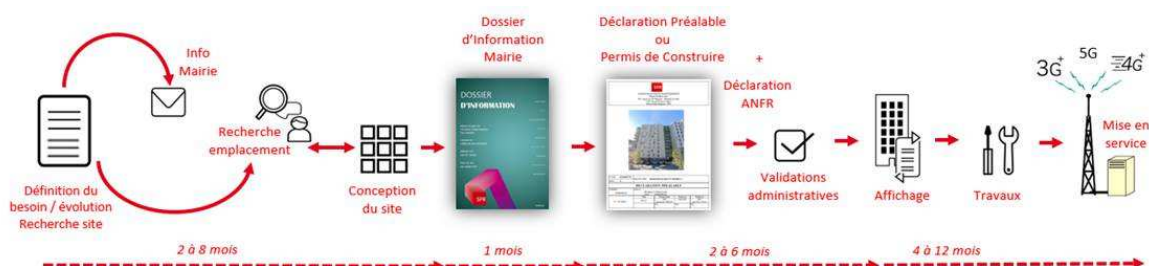 Info
Mairie
Définition du
besoin / évolution
Recherche site
Recherche
emplacement
Conception
du site
Dossier
d'Information
Mairie
DOSSIER
D'INFORMATION
SFR
Déclaration Préalable
ou
Permis de Construire
SFR
+
Déclaration
ANFR
Validations
administratives
Affichage
Travaux
3G+
5G
4G+
Mise en
service
2 à 8 mois
1 mois
2 à 6 mois
4 à 12 mois